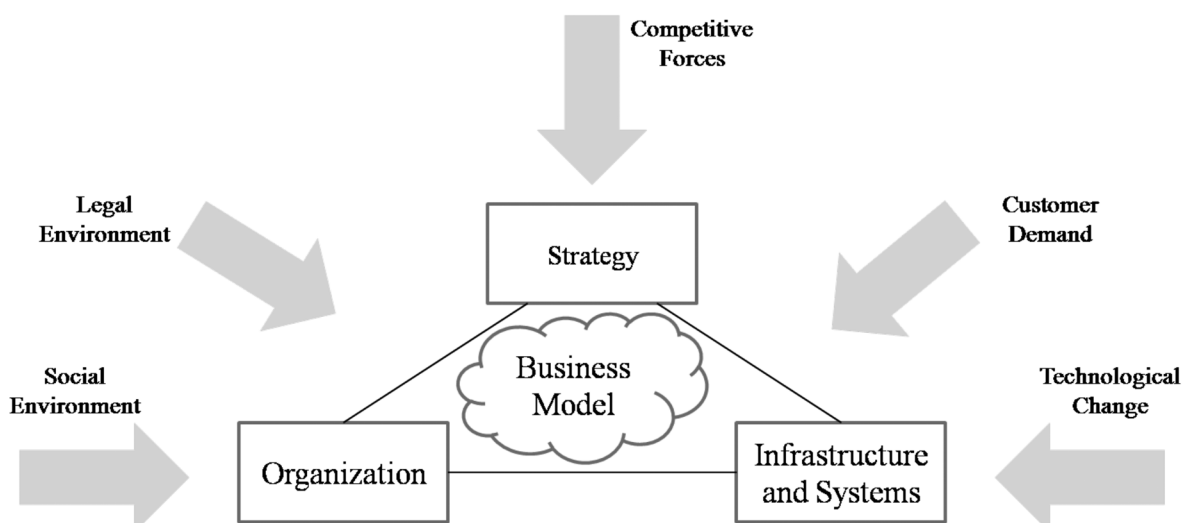 Competitive
Forces
Legal
Environment
Customer
Demand
Strategy
Business
Model
Social
Environment
Technological
Change
Organization
Infrastructure
and Systems